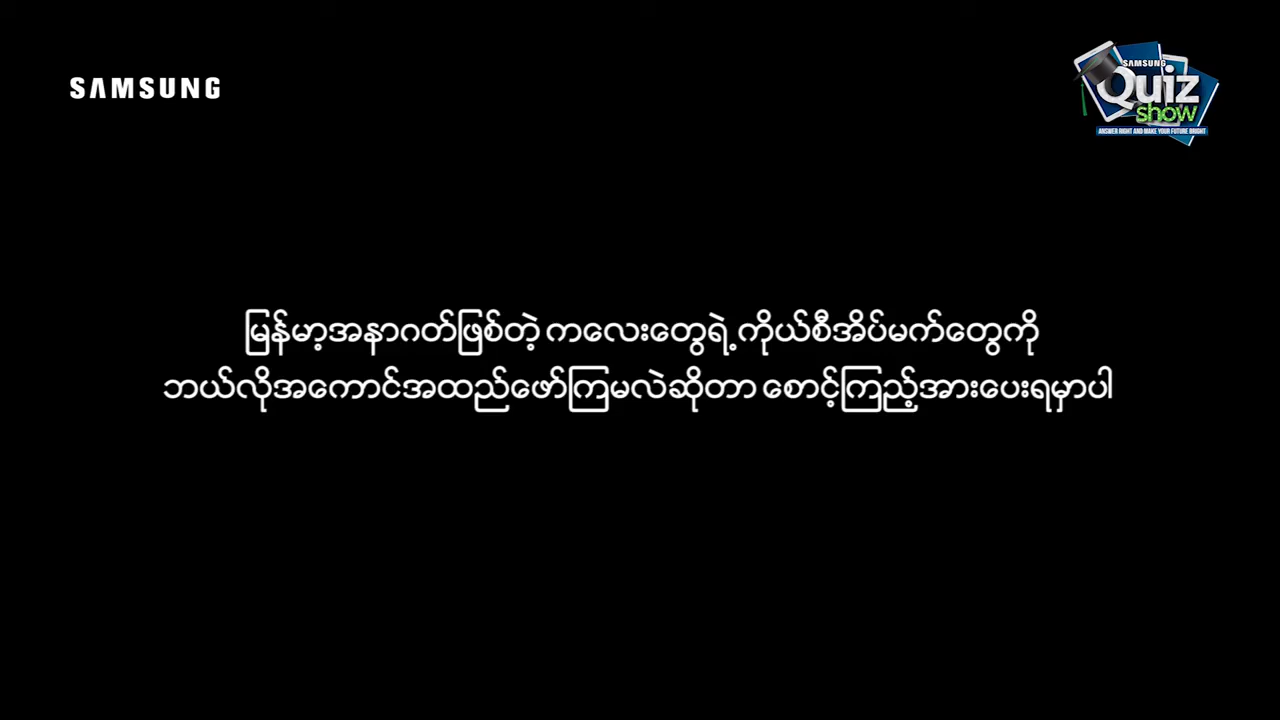 SAMSUNG
SAMSUNG
Quiz
show
ANSWER RIGHT AND MAKE YOUR FUTURE BRIGHT
မြန်မာ့အနာဂတ်ဖြစ်တဲ့ ကလေးတွေရဲ့ ကိုယ်စီအိပ်မက်တွေကို
ဘယ်လိုအကောင်အထည်ဖော်ကြမလဲဆိုတာ စောင့်ကြည့်အားပေးရမှာပါ